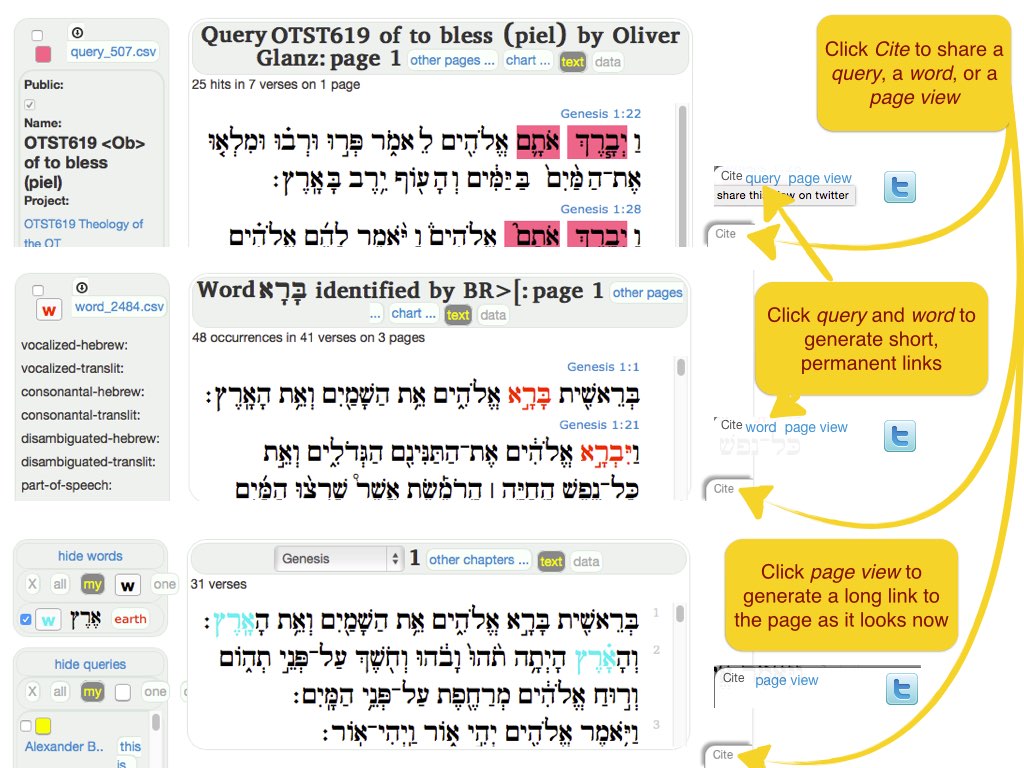 query_507.csv
Public:
Name:
OTST619 <Ob>
of to bless
(piel)
Project:
OTST619 Theology of
the OT
Query OTST619 of to bless (piel) by Oliver
Glanz: page 1 other pages ... chart ... text data
25 hits in 7 verses on 1 page
Genesis 1:22
וַיְבָ֧רֶךְ אֹתָ֛ם אֱלֹהִ֖ים לֵאמֹ֑ר פְּר֣וּ וּרְב֗וּ וּמִלְא֤וּ
אֶת־הַמַּ֙יִם֙ בַּיַּמִּ֔ים וְהָע֖וֹף יִ֥רֶב בָּאָֽרֶץ׃
Genesis 1:28
וַיְבָ֣רֶךְ אֹתָם֮ אֱלֹהִים֒ וַיֹּ֨אמֶר לָהֶ֜ם אֱלֹהִ֗ים
Click Cite to share a
query, a word, or a
page view
Cite query page view
share this view on twitter
Cite
word_2484.csv
vocalized-hebrew:
vocalized-translit:
consonantal-hebrew:
consonantal-translit:
disambiguated-hebrew:
disambiguated-translit:
part-of-speech:
Word בָּרָא identified by BR>[: page 1 other pages
... chart ... text data
48 occurrences in 41 verses on 3 pages
Genesis 1:1
בְּרֵאשִׁ֖ית בָּרָ֣א אֱלֹהִ֑ים אֵ֥ת הַשָּׁמַ֖יִם וְאֵ֥ת הָאָֽרֶץ׃
Genesis 1:21
וַיִּבְרָ֣א אֱלֹהִ֔ים אֶת־הַתַּנִּינִ֖ם הַגְּדֹלִ֑ים וְאֵ֣ת
כָּל־נֶ֣פֶשׁ הַֽחַיָּ֣ה ׀ הָֽרֹמֶ֡שֶׂת אֲשֶׁר֩ שָׁרְצ֨וּ הַמַּ֜יִם
Click query and word to
generate short,
permanent links
Cite word page view
כָּל־נֶפֶשׁ
Cite
hide words
X all my w one
w אֶרֶץ earth
hide queries
X all my one
Alexander B.. this
is
Genesis 1 other chapters ... text data
31 verses
בְּרֵאשִׁ֖ית בָּרָ֣א אֱלֹהִ֑ים אֵ֥ת הַשָּׁמַ֖יִם וְאֵ֥ת הָאָֽרֶץ׃ 1
וְהָאָ֗רֶץ הָיְתָ֥ה תֹ֙הוּ֙ וָבֹ֔הוּ וְחֹ֖שֶׁךְ עַל־פְּנֵ֣י תְה֑וֹם 2
וְר֣וּחַ אֱלֹהִ֔ים מְרַחֶ֖פֶת עַל־פְּנֵ֥י הַמָּֽיִם׃
וַיֹּ֥אמֶר אֱלֹהִ֖ים יְהִ֣י א֑וֹר וַֽיְהִי־אֽוֹר׃ 3
Click page view to
generate a long link to
the page as it looks now
Cite page view
Cite